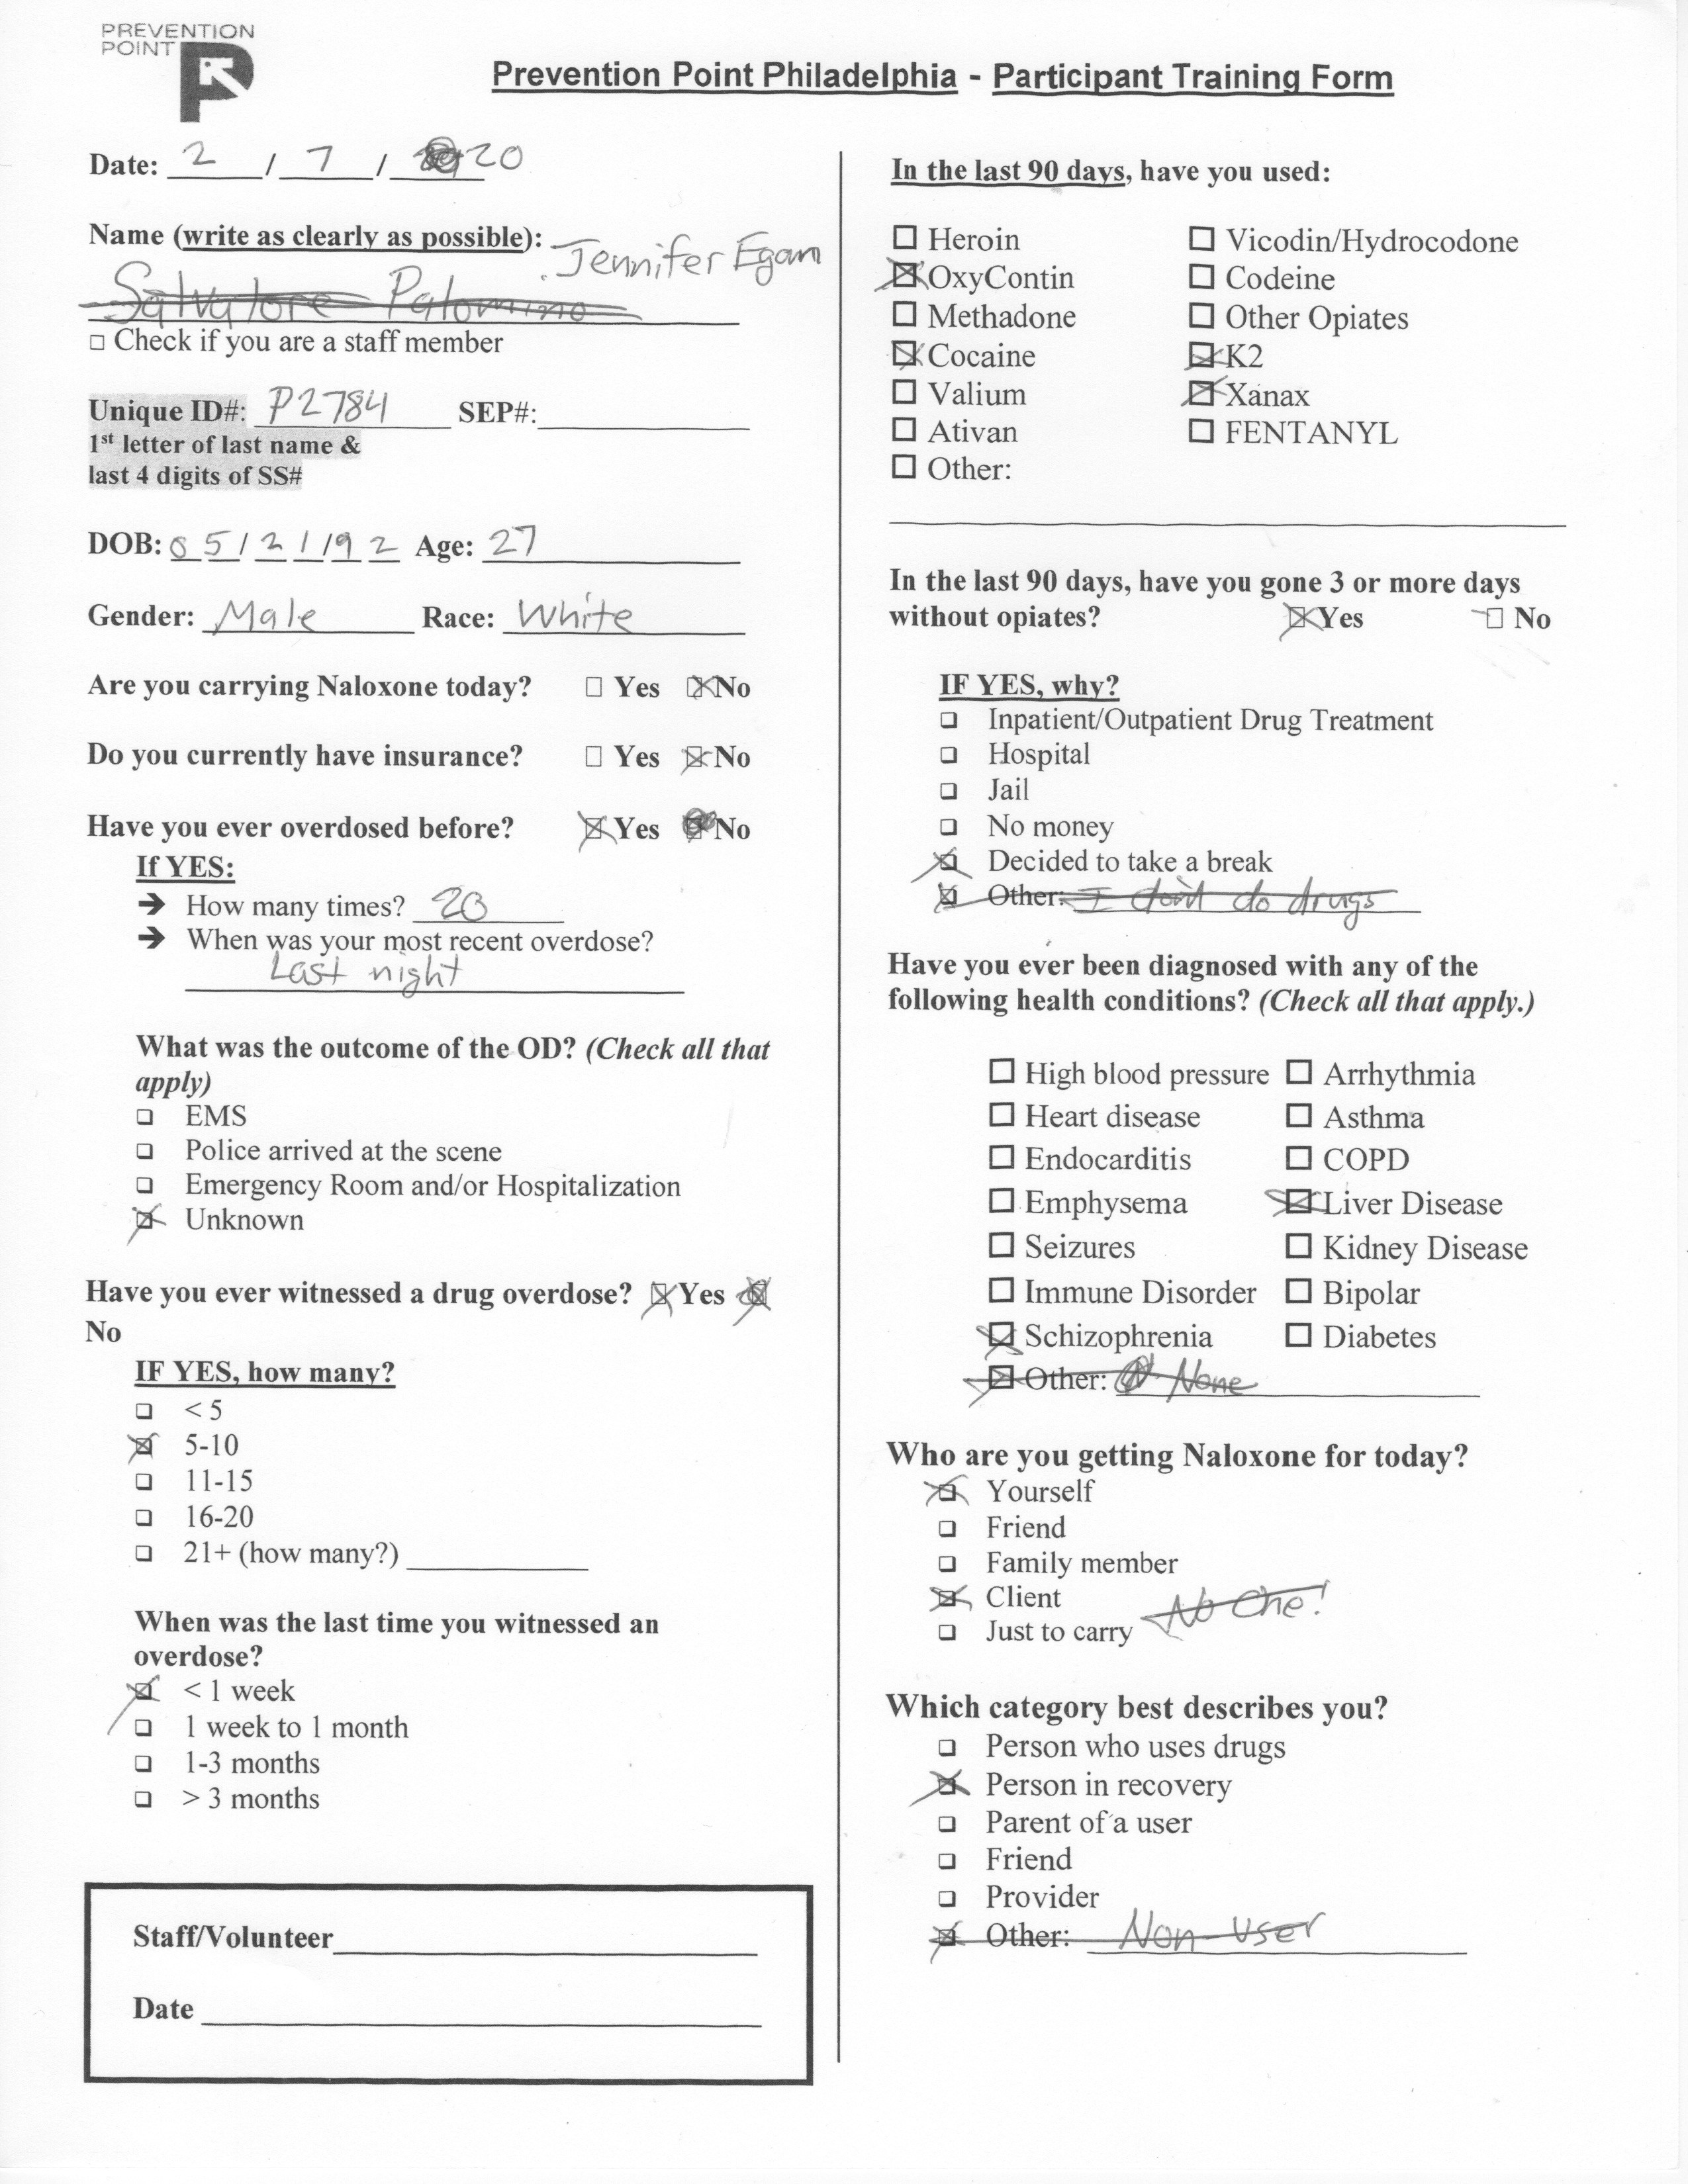 PREVENTION
POINT
Prevention Point Philadelphia - Participant Training Form
Date: 2 / 7 / 20
Name (write as clearly as possible): Jennifer Egan
Salvatore Palomino
□ Check if you are a staff member
Unique ID#: P2784 SEP#:
1st letter of last name &
last 4 digits of SS#
DOB: 05/21/92 Age: 27
Gender: Male Race: White
Are you carrying Naloxone today? □ Yes ☒ No
Do you currently have insurance? □ Yes ☒ No
Have you ever overdosed before? ☒ Yes ☒ No
If YES:
➔ How many times?
➔ When was your most recent overdose?
Last night
What was the outcome of the OD? (Check all that
apply)
□ EMS
□ Police arrived at the scene
□ Emergency Room and/or Hospitalization
☒ Unknown
Have you ever witnessed a drug overdose? ☒ Yes ☒
No
IF YES, how many?
□ < 5
☒ 5-10
□ 11-15
□ 16-20
□ 21+ (how many?)
When was the last time you witnessed an
overdose?
☒ < 1 week
□ 1 week to 1 month
□ 1-3 months
□ > 3 months
Staff/Volunteer
Date
In the last 90 days, have you used:
□ Heroin □ Vicodin/Hydrocodone
☒ OxyContin □ Codeine
□ Methadone □ Other Opiates
☒ Cocaine ☒ K2
□ Valium ☒ Xanax
□ Ativan □ FENTANYL
□ Other:
In the last 90 days, have you gone 3 or more days
without opiates? ☒ Yes □ No
IF YES, why?
□ Inpatient/Outpatient Drug Treatment
□ Hospital
□ Jail
□ No money
☒ Decided to take a break
☒ Other: I don't do drugs
Have you ever been diagnosed with any of the
following health conditions? (Check all that apply.)
□ High blood pressure □ Arrhythmia
□ Heart disease □ Asthma
□ Endocarditis □ COPD
□ Emphysema ☒ Liver Disease
□ Seizures □ Kidney Disease
□ Immune Disorder □ Bipolar
☒ Schizophrenia □ Diabetes
☒ Other: None
Who are you getting Naloxone for today?
☒ Yourself
□ Friend
□ Family member
☒ Client
No One!
□ Just to carry
Which category best describes you?
□ Person who uses drugs
☒ Person in recovery
□ Parent of a user
□ Friend
□ Provider
☒ Other: Non-user